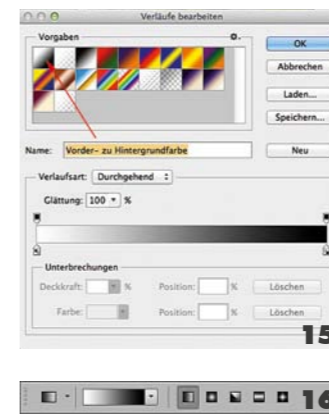 Verläufe bearbeiten
Vorgaben
OK
Abbrechen
Laden...
Speichern...
Name: Vorder- zu Hintergrundfarbe
Neu
Verlaufsart: Durchgehend
Glättung: 100 %
Unterbrechungen
Deckkraft: % Position: % Löschen
Farbe: Position: % Löschen
15
16